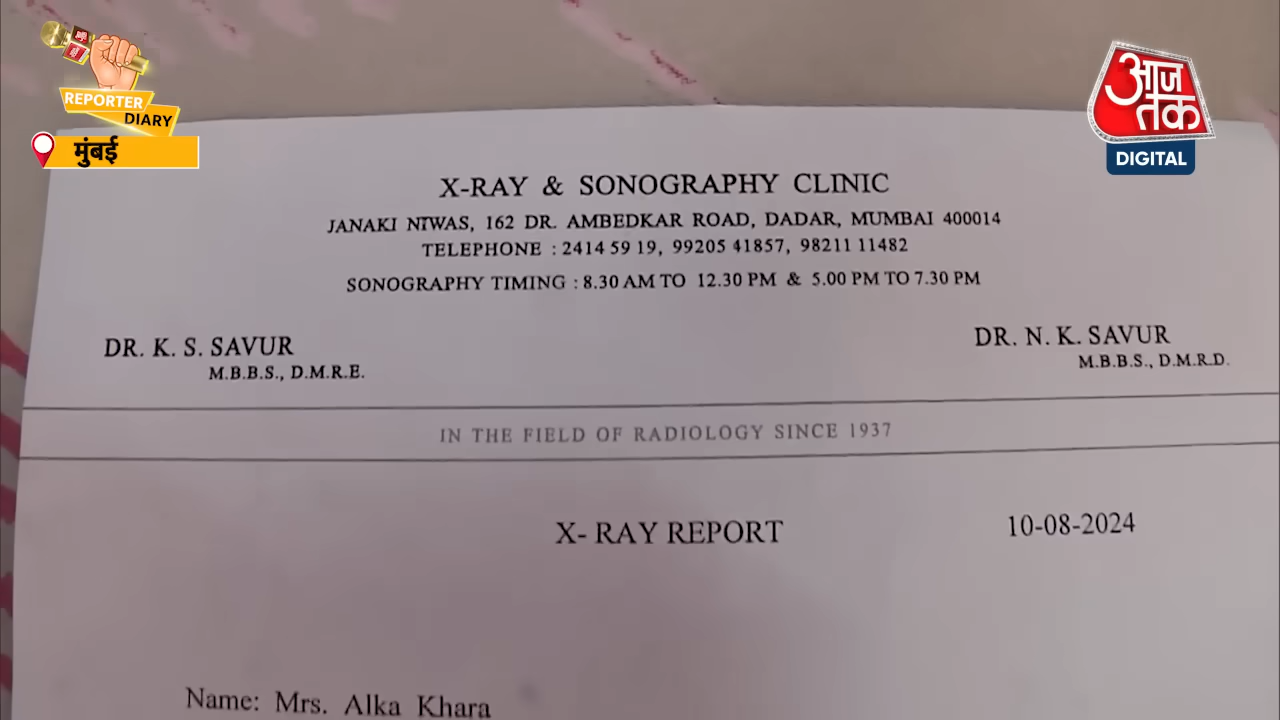 REPORTER
DIARY
मुंबई
आज
तक
DIGITAL
X-RAY & SONOGRAPHY CLINIC
JANAKI NIWAS, 162 DR. AMBEDKAR ROAD, DADAR, MUMBAI 400014
TELEPHONE : 2414 59 19, 99205 41857, 98211 11482
SONOGRAPHY TIMING : 8.30 AM TO 12.30 PM & 5.00 PM TO 7.30 PM
DR. K. S. SAVUR
M.B.B.S., D.M.R.E.
DR. N. K. SAVUR
M.B.B.S., D.M.R.D.
IN THE FIELD OF RADIOLOGY SINCE 1937
X- RAY REPORT 10-08-2024
Name: Mrs. Alka Khara